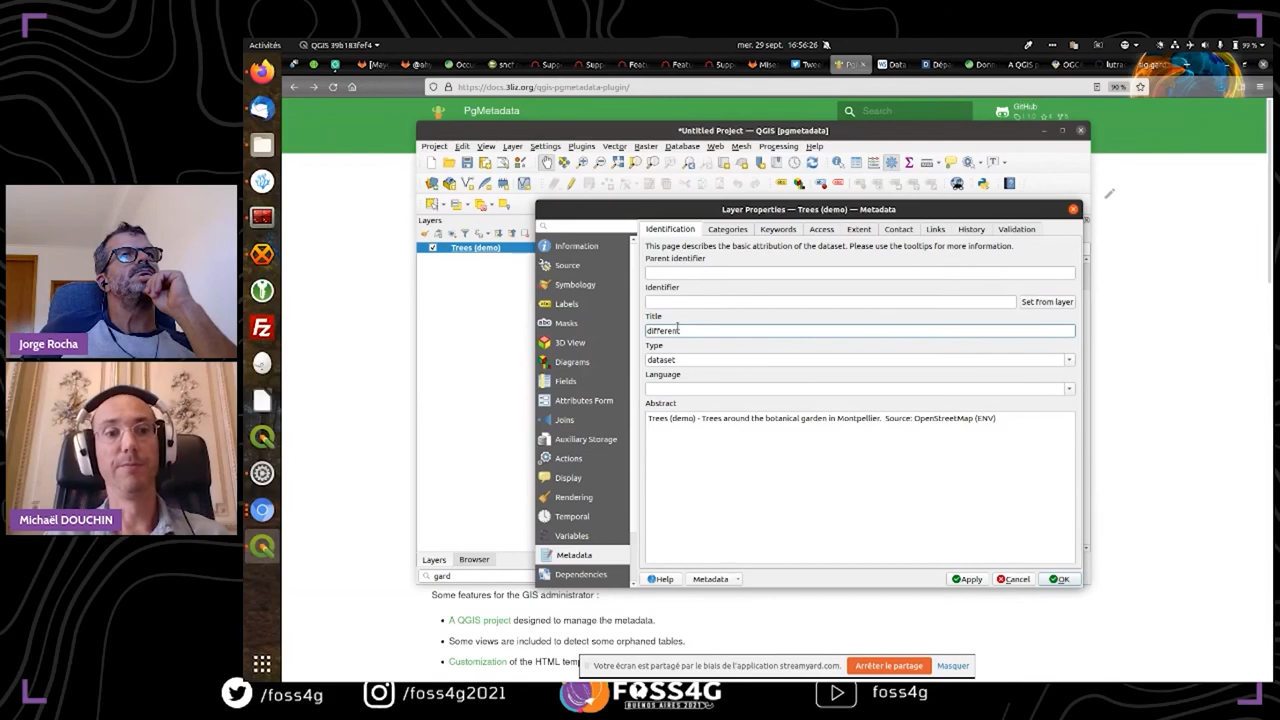 Activités
QGIS 39b183fef4
mer. 29 sept. 16:56:26
99 %
https://docs.3liz.org/qgis-pgmetadata-plugin/
90 %
PgMetadata
Search
GitHub
*Untitled Project — QGIS [pgmetadata]
Project Edit View Layer Settings Plugins Vector Raster Database Web Mesh Processing Help
Layers
Trees (demo)
Layer Properties — Trees (demo) — Metadata
Information
Source
Symbology
Labels
Masks
3D View
Diagrams
Fields
Attributes Form
Joins
Auxiliary Storage
Actions
Display
Rendering
Temporal
Variables
Metadata
Dependencies
Identification Categories Keywords Access Extent Contact Links History Validation
This page describes the basic attribution of the dataset. Please use the tooltips for more information.
Parent identifier
Identifier
Set from layer
Title
different
Type
dataset
Language
Abstract
Trees (demo) - Trees around the botanical garden in Montpellier. Source: OpenStreetMap (ENV)
Help Metadata Apply Cancel OK
Layers Browser
gard
Some features for the GIS administrator :
A QGIS project designed to manage the metadata.
Some views are included to detect some orphaned tables.
Customization of the HTML
Votre écran est partagé par le biais de l'application streamyard.com. Arrêter le partage Masquer
Jorge Rocha
Michaël DOUCHIN
/foss4g
/foss4g2021
FOSS4G
BUENOS AIRES 2021
foss4g